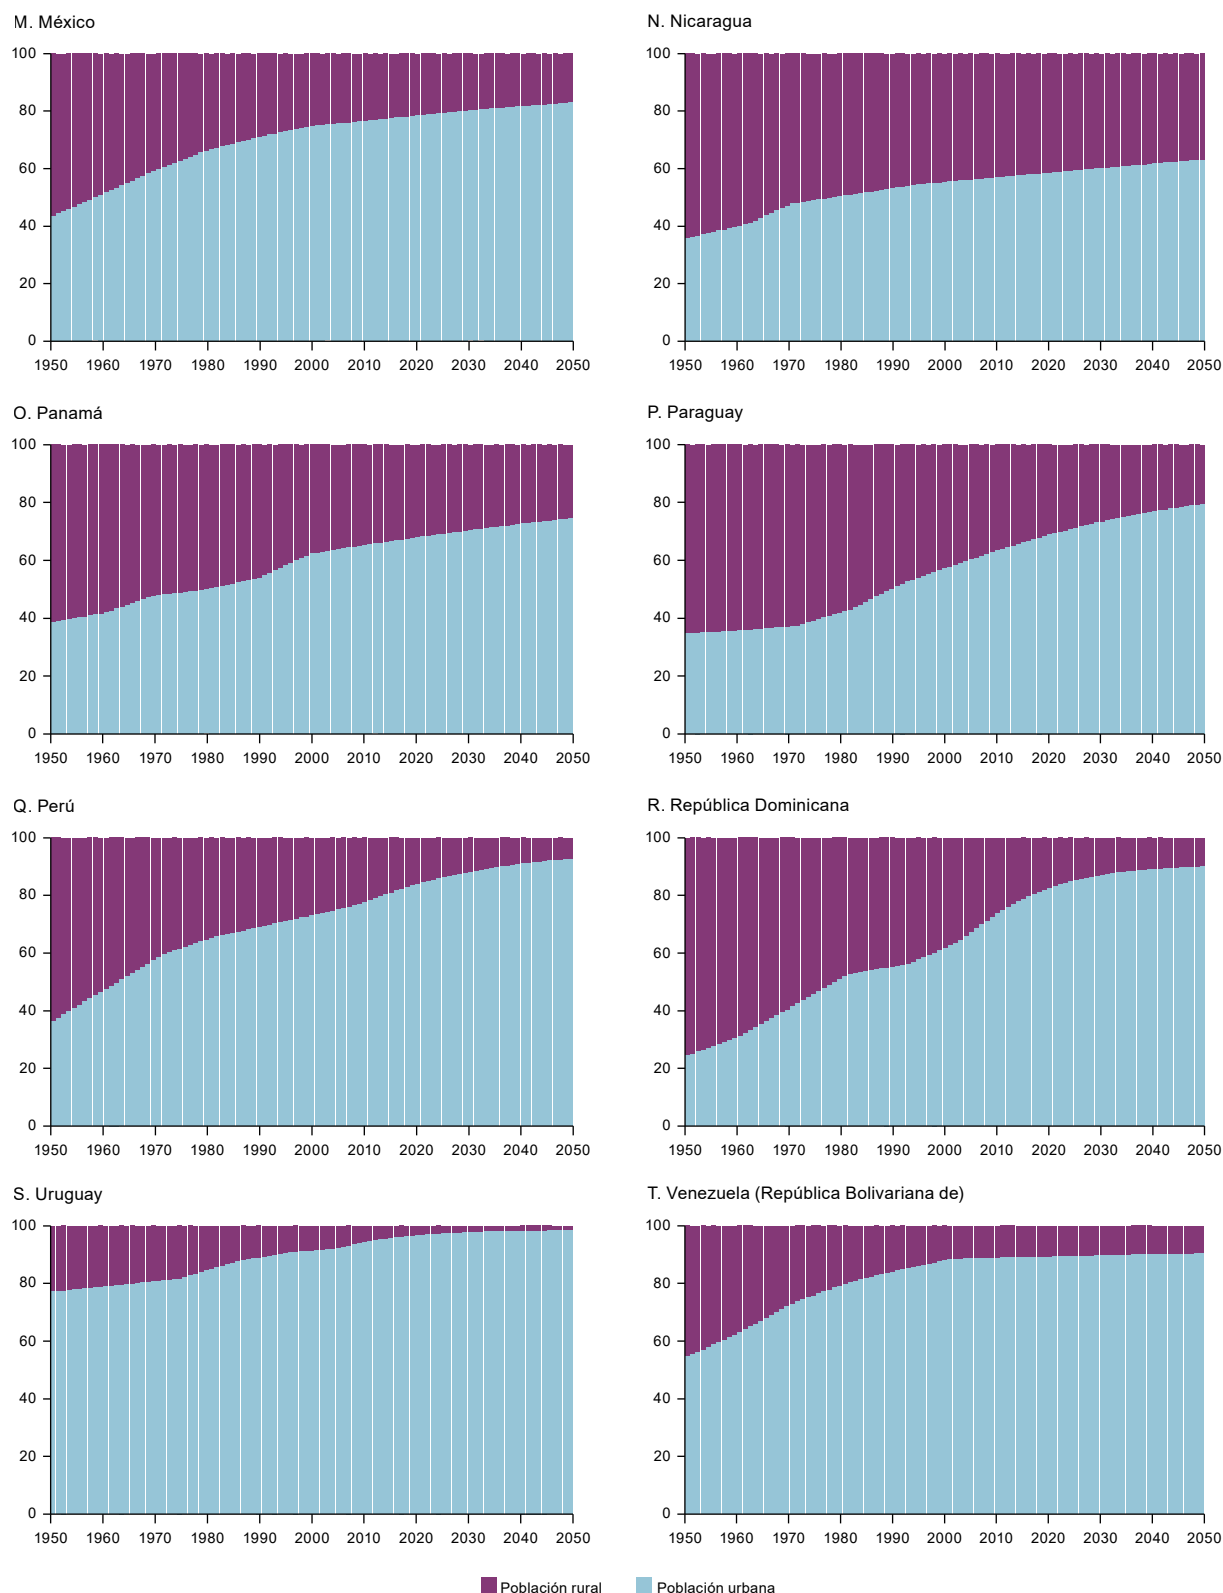 M. México
N. Nicaragua
100
80
60
40
20
0
1950 1960 1970 1980 1990 2000 2010 2020 2030 2040 2050
100
80
60
40
20
0
1950 1960 1970 1980 1990 2000 2010 2020 2030 2040 2050
O. Panamá
P. Paraguay
100
80
60
40
20
0
1950 1960 1970 1980 1990 2000 2010 2020 2030 2040 2050
100
80
60
40
20
0
1950 1960 1970 1980 1990 2000 2010 2020 2030 2040 2050
Q. Perú
R. República Dominicana
100
80
60
40
20
0
1950 1960 1970 1980 1990 2000 2010 2020 2030 2040 2050
100
80
60
40
20
0
1950 1960 1970 1980 1990 2000 2010 2020 2030 2040 2050
S. Uruguay
T. Venezuela (República Bolivariana de)
100
80
60
40
20
0
1950 1960 1970 1980 1990 2000 2010 2020 2030 2040 2050
100
80
60
40
20
0
1950 1960 1970 1980 1990 2000 2010 2020 2030 2040 2050
Población rural
Población urbana